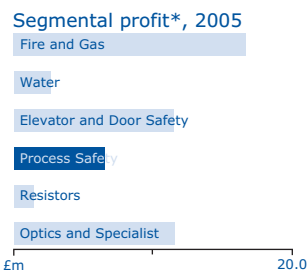 Segmental profit*, 2005
Fire and Gas
Water
Elevator and Door Safety
Process Safety
Resistors
Optics and Specialist
£m 20.0